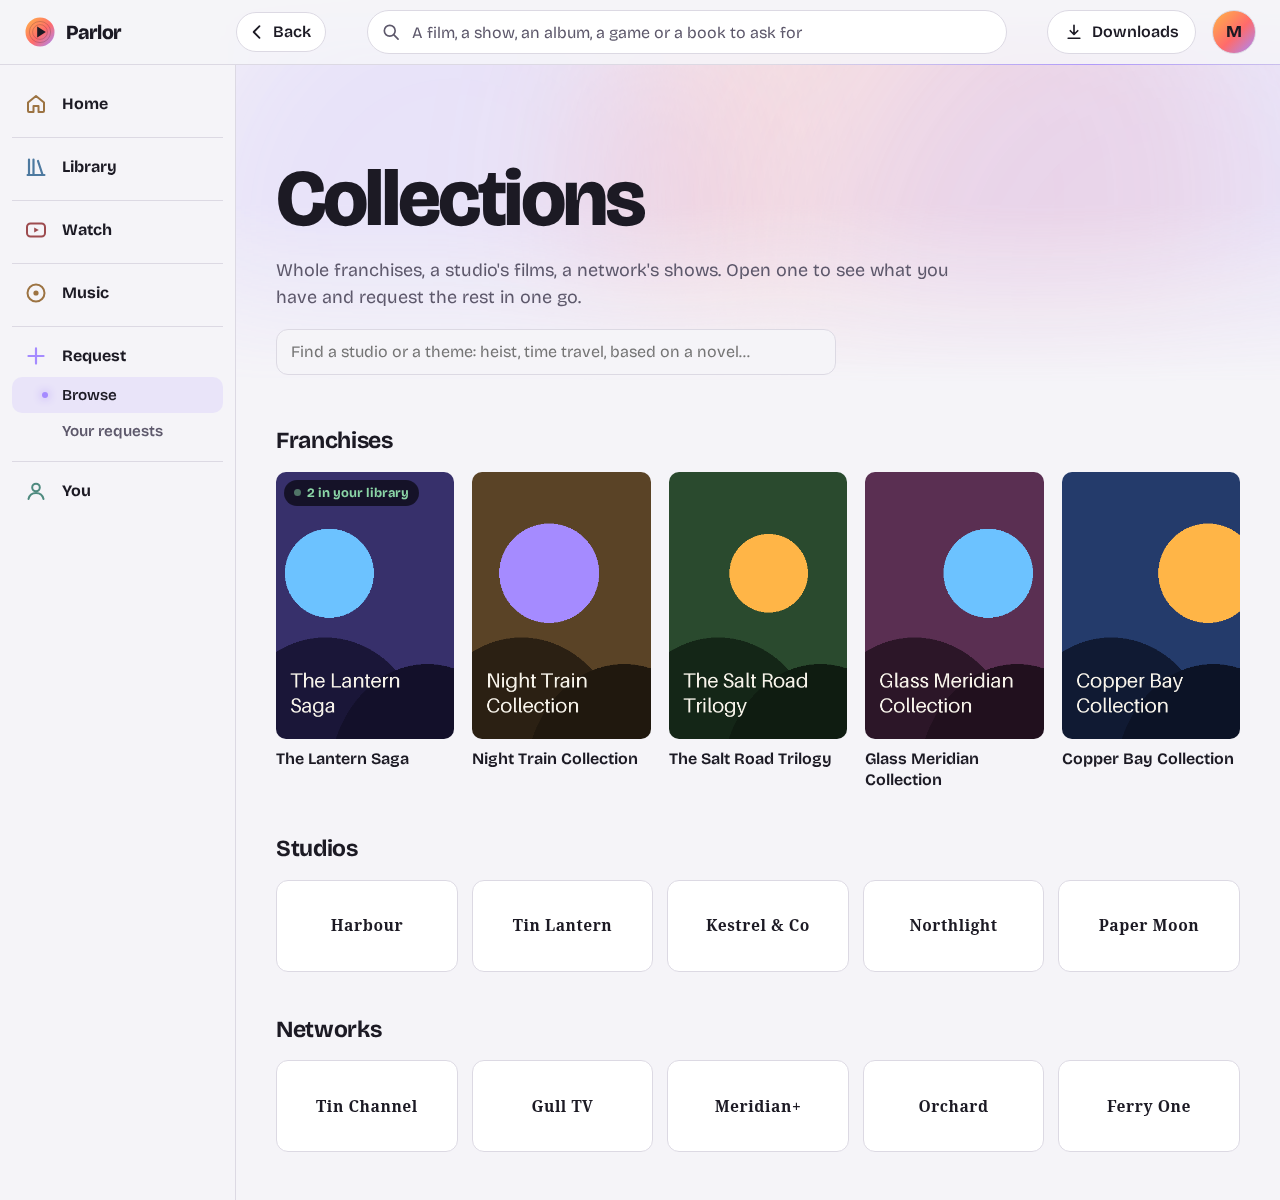 Parlor
Back
A film, a show, an album, a game or a book to ask for
Downloads
M
Home
Library
Watch
Music
Request
Browse
Your requests
You
Collections
Whole franchises, a studio's films, a network's shows. Open one to see what you
have and request the rest in one go.
Find a studio or a theme: heist, time travel, based on a novel...
Franchises
2 in your library
The Lantern
Saga
Night Train
Collection
The Salt Road
Trilogy
Glass Meridian
Collection
Copper Bay
Collection
The Lantern Saga
Night Train Collection
The Salt Road Trilogy
Glass Meridian
Collection
Copper Bay Collection
Studios
Harbour
Tin Lantern
Kestrel & Co
Northlight
Paper Moon
Networks
Tin Channel
Gull TV
Meridian+
Orchard
Ferry One